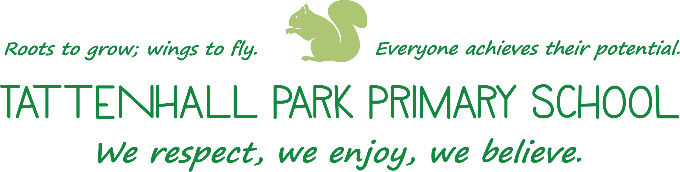 Roots to grow; wings to fly. Everyone achieves their potential.
TATTENHALL PARK PRIMARY SCHOOL
We respect, we enjoy, we believe.